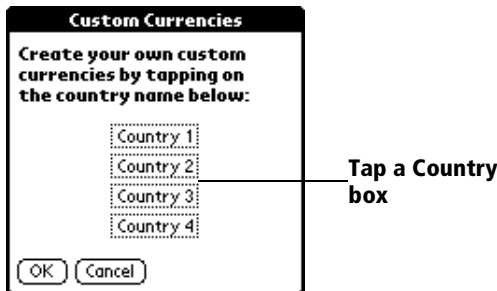 Custom Currencies
Create your own custom
currencies by tapping on
the country name below:
Country 1
Country 2
Country 3
Country 4
Tap a Country
box
OK Cancel